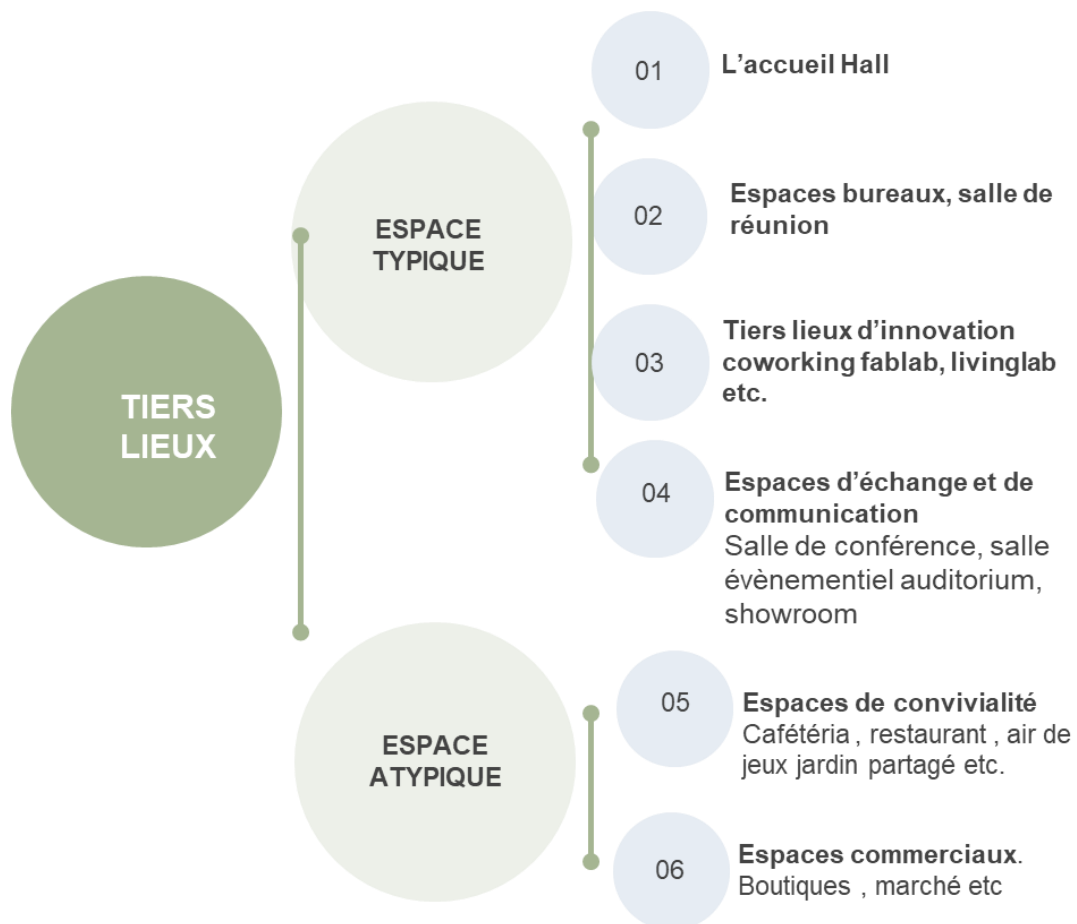 TIERS
LIEUX
ESPACE
TYPIQUE
01
L'accueil Hall
02
Espaces bureaux, salle de
réunion
03
Tiers lieux d'innovation
coworking fablab, livinglab
etc.
04
Espaces d'échange et de
communication
Salle de conférence, salle
évènementiel auditorium,
showroom
ESPACE
ATYPIQUE
05
Espaces de convivialité
Cafétéria , restaurant , air de
jeux jardin partagé etc.
06
Espaces commerciaux.
Boutiques , marché etc